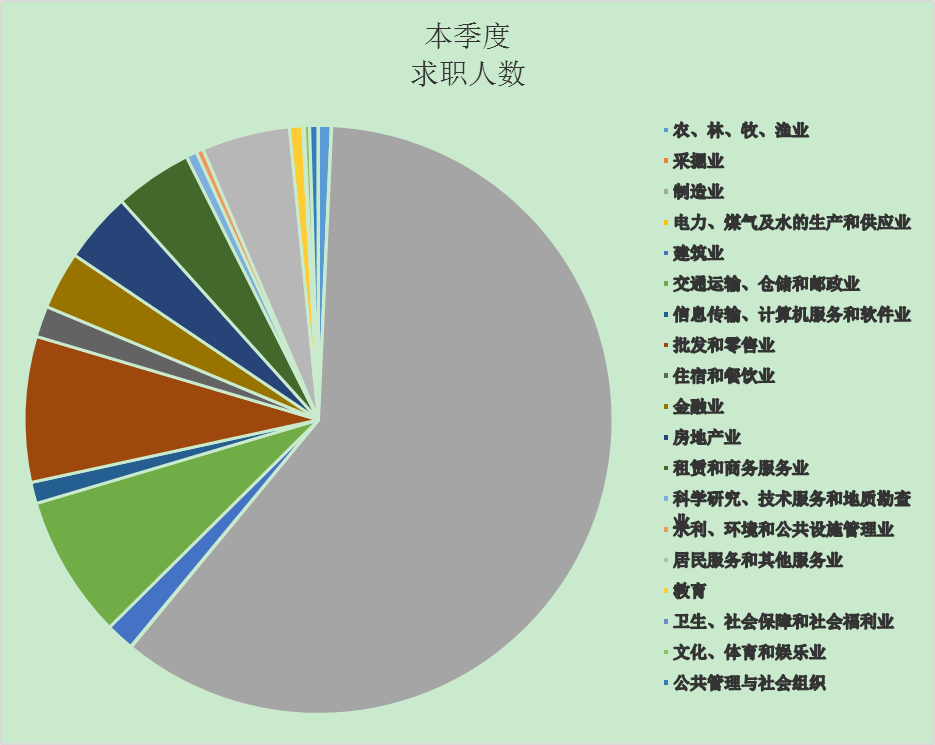 本季度
求职人数
农、林、牧、渔业
采掘业
制造业
电力、煤气及水的生产和供应业
建筑业
交通运输、仓储和邮政业
信息传输、计算机服务和软件业
批发和零售业
住宿和餐饮业
金融业
房地产业
租赁和商务服务业
科学研究、技术服务和地质勘查
业
水利、环境和公共设施管理业
居民服务和其他服务业
教育
卫生、社会保障和社会福利业
文化、体育和娱乐业
公共管理与社会组织